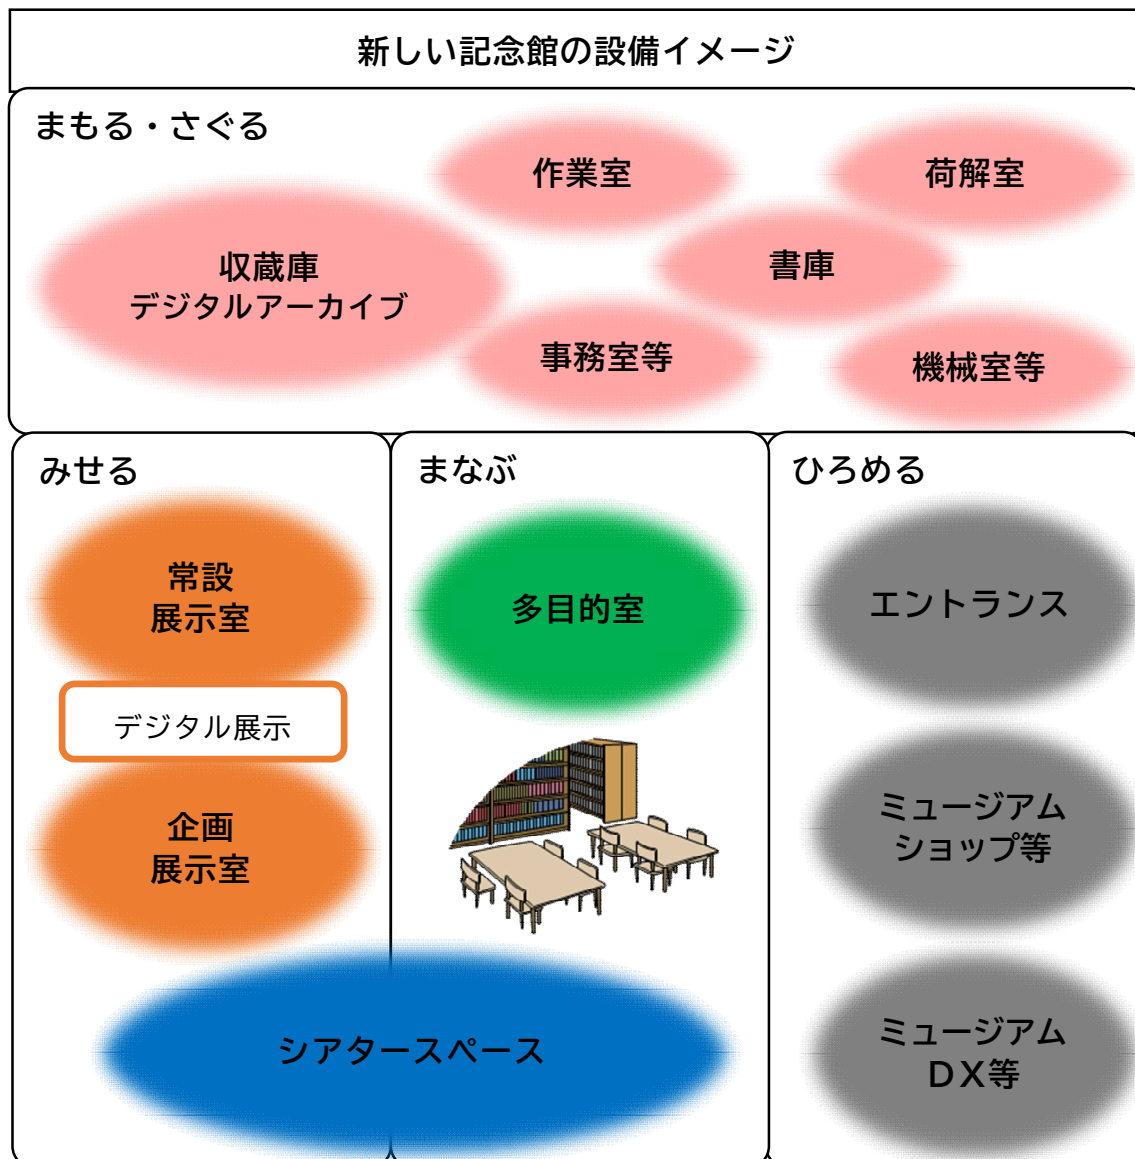 新しい記念館の設備イメージ
まもる・さぐる
作業室
荷解室
収蔵庫
デジタルアーカイブ
書庫
事務室等
機械室等
みせる
常設
展示室
デジタル展示
企画
展示室
まなぶ
多目的室
シアタースペース
ひろめる
エントランス
ミュージアム
ショップ等
ミュージアム
ＤＸ等